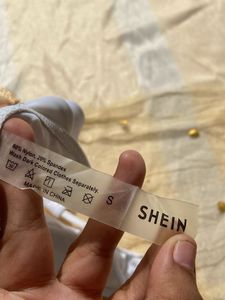 80% Nylon, 20% Spandex
Wash Dark Colored Clothes Separately.
S
SHEIN
MADE IN CHINA